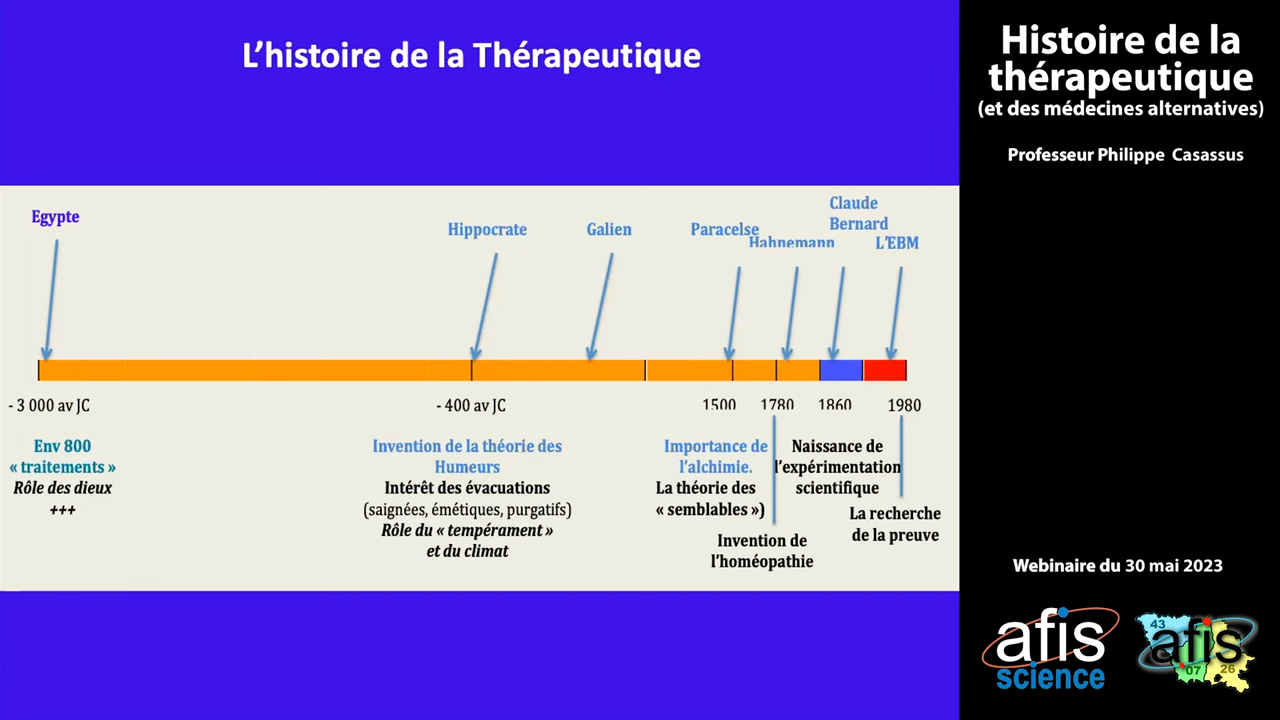 L'histoire de la Thérapeutique
Egypte
Hippocrate
Galien
Paracelse
Hahnemann
Claude
Bernard
L'EBM
- 3 000 av JC
- 400 av JC
1500
1780
1860
1980
Env 800
« traitements »
Rôle des dieux
+++
Invention de la théorie des
Humeurs
Intérêt des évacuations
(saignées, émétiques, purgatifs)
Rôle du « tempérament »
et du climat
Importance de
l'alchimie.
La théorie des
« semblables »)
Invention de
l'homéopathie
Naissance de
l'expérimentation
scientifique
La recherche
de la preuve
Histoire de la
thérapeutique
(et des médecines alternatives)
Professeur Philippe Casassus
Webinaire du 30 mai 2023
afis
science
43
afis
07
26